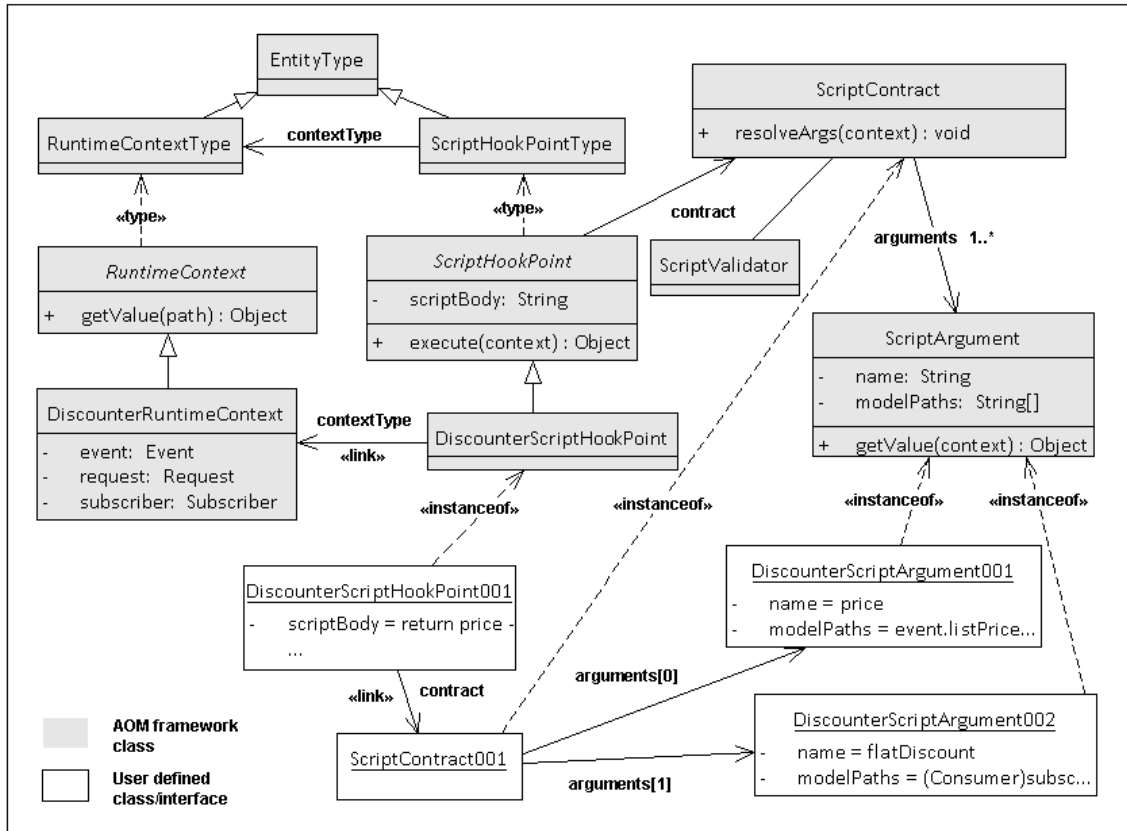 EntityType
RuntimeContextType
contextType
ScriptHookPointType
ScriptContract
+ resolveArgs(context) : void
«type»
«type»
contract
arguments 1..*
RuntimeContext
+ getValue(path) : Object
ScriptHookPoint
- scriptBody: String
+ execute(context) : Object
ScriptValidator
ScriptArgument
- name: String
- modelPaths: String[]
+ getValue(context) : Object
DiscounterRuntimeContext
- event: Event
- request: Request
- subscriber: Subscriber
contextType
«link»
DiscounterScriptHookPoint
«instanceof»
«instanceof»
«instanceof»
«instanceof»
DiscounterScriptHookPoint001
- scriptBody = return price -
...
DiscounterScriptArgument001
- name = price
- modelPaths = event.listPrice...
«link»
contract
arguments[0]
ScriptContract001
arguments[1]
DiscounterScriptArgument002
- name = flatDiscount
- modelPaths = (Consumer)subsc...
AOM framework
class
User defined
class/interface